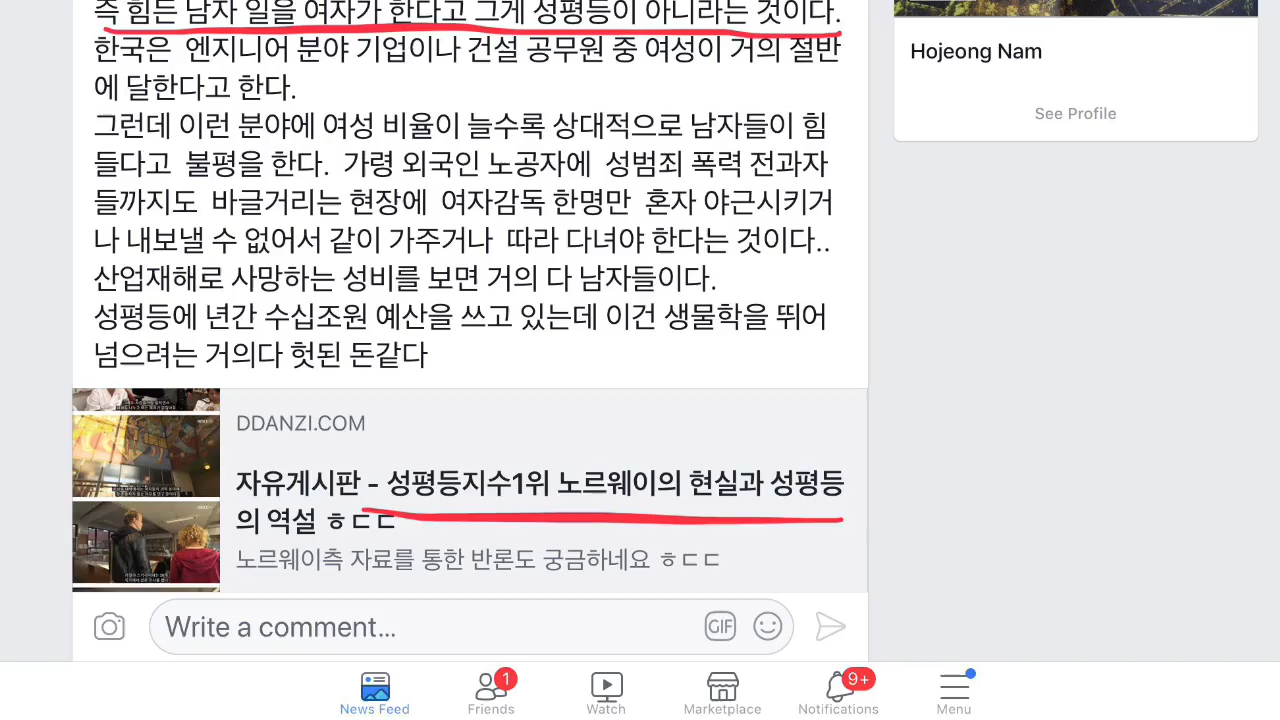 즉 힘든 남자 일을 여자가 한다고 그게 성평등이 아니라는 것이다.
한국은 엔지니어 분야 기업이나 건설 공무원 중 여성이 거의 절반
에 달한다고 한다.
그런데 이런 분야에 여성 비율이 늘수록 상대적으로 남자들이 힘
들다고 불평을 한다. 가령 외국인 노공자에 성범죄 폭력 전과자
들까지도 바글거리는 현장에 여자감독 한명만 혼자 야근시키거
나 내보낼 수 없어서 같이 가주거나 따라 다녀야 한다는 것이다..
산업재해로 사망하는 성비를 보면 거의 다 남자들이다.
성평등에 년간 수십조원 예산을 쓰고 있는데 이건 생물학을 뛰어
넘으려는 거의다 헛된 돈같다
DDANZI.COM
자유게시판 - 성평등지수1위 노르웨이의 현실과 성평등
의 역설 ㅎㄷㄷ
노르웨이측 자료를 통한 반론도 궁금하네요 ㅎㄷㄷ
Write a comment...
GIF
Hojeong Nam
See Profile
1
9+
News Feed
Friends
Watch
Marketplace
Notifications
Menu